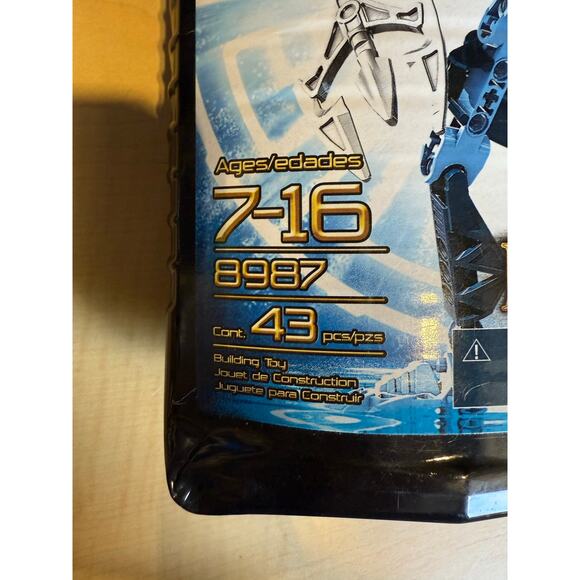 Ages/edades
7-16
8987
Cont. 43 pcs/pzs
Building Toy
Jouet de Construction
Juguete para Construir